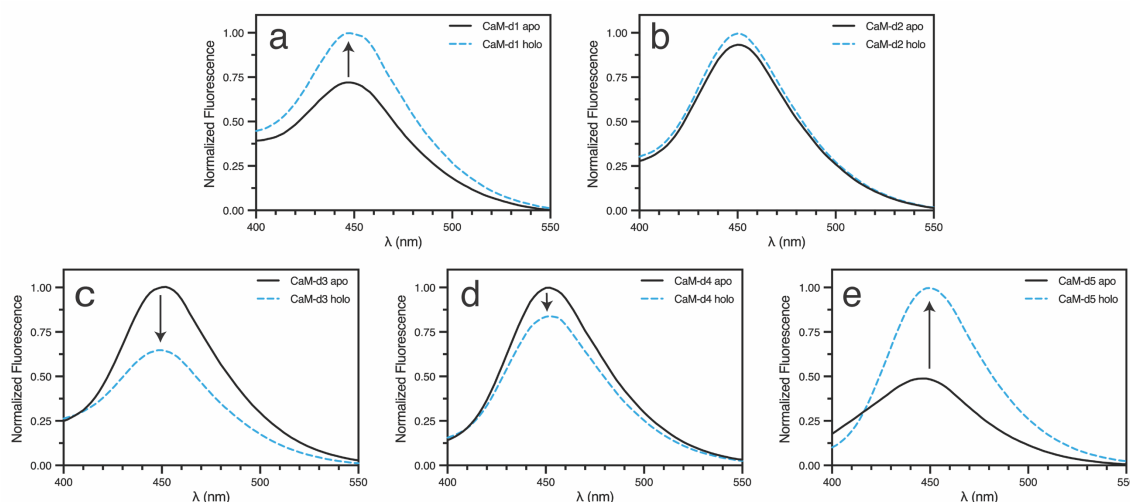 a
CaM-d1 apo
CaM-d1 holo
Normalized Fluorescence
1.00
0.75
0.50
0.25
0.00
400
450
500
550
λ (nm)
b
CaM-d2 apo
CaM-d2 holo
Normalized Fluorescence
1.00
0.75
0.50
0.25
0.00
400
450
500
550
λ (nm)
c
CaM-d3 apo
CaM-d3 holo
Normalized Fluorescence
1.00
0.75
0.50
0.25
0.00
400
450
500
550
λ (nm)
d
CaM-d4 apo
CaM-d4 holo
Normalized Fluorescence
1.00
0.75
0.50
0.25
0.00
400
450
500
550
λ (nm)
e
CaM-d5 apo
CaM-d5 holo
Normalized Fluorescence
1.00
0.75
0.50
0.25
0.00
400
450
500
550
λ (nm)